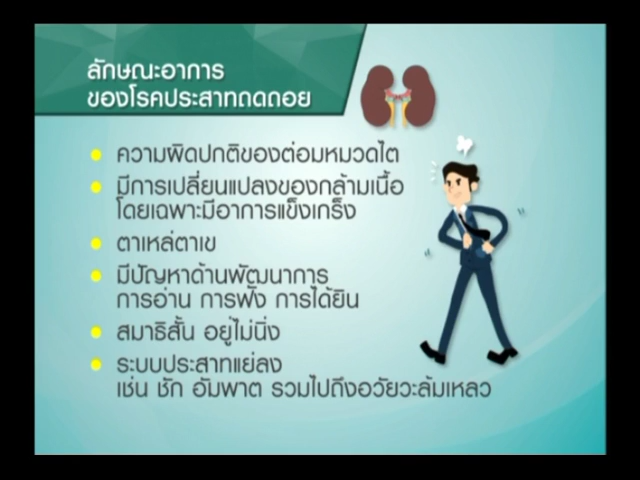 ลักษณะอาการ
ของโรคประสาทถดถอย
ความผิดปกติของต่อมหมวดไต
มีการเปลี่ยนแปลงของกล้ามเนื้อ
โดยเฉพาะมีอาการแข็งเกร็ง
ตาเหล่ตาเข
มีปัญหาด้านพัฒนาการ
การอ่าน การฟัง การได้ยิน
สมาธิสั้น อยู่ไม่นิ่ง
ระบบประสาทแย่ลง
เช่น ชัก อัมพาต รวมไปถึงอวัยวะล้มเหลว